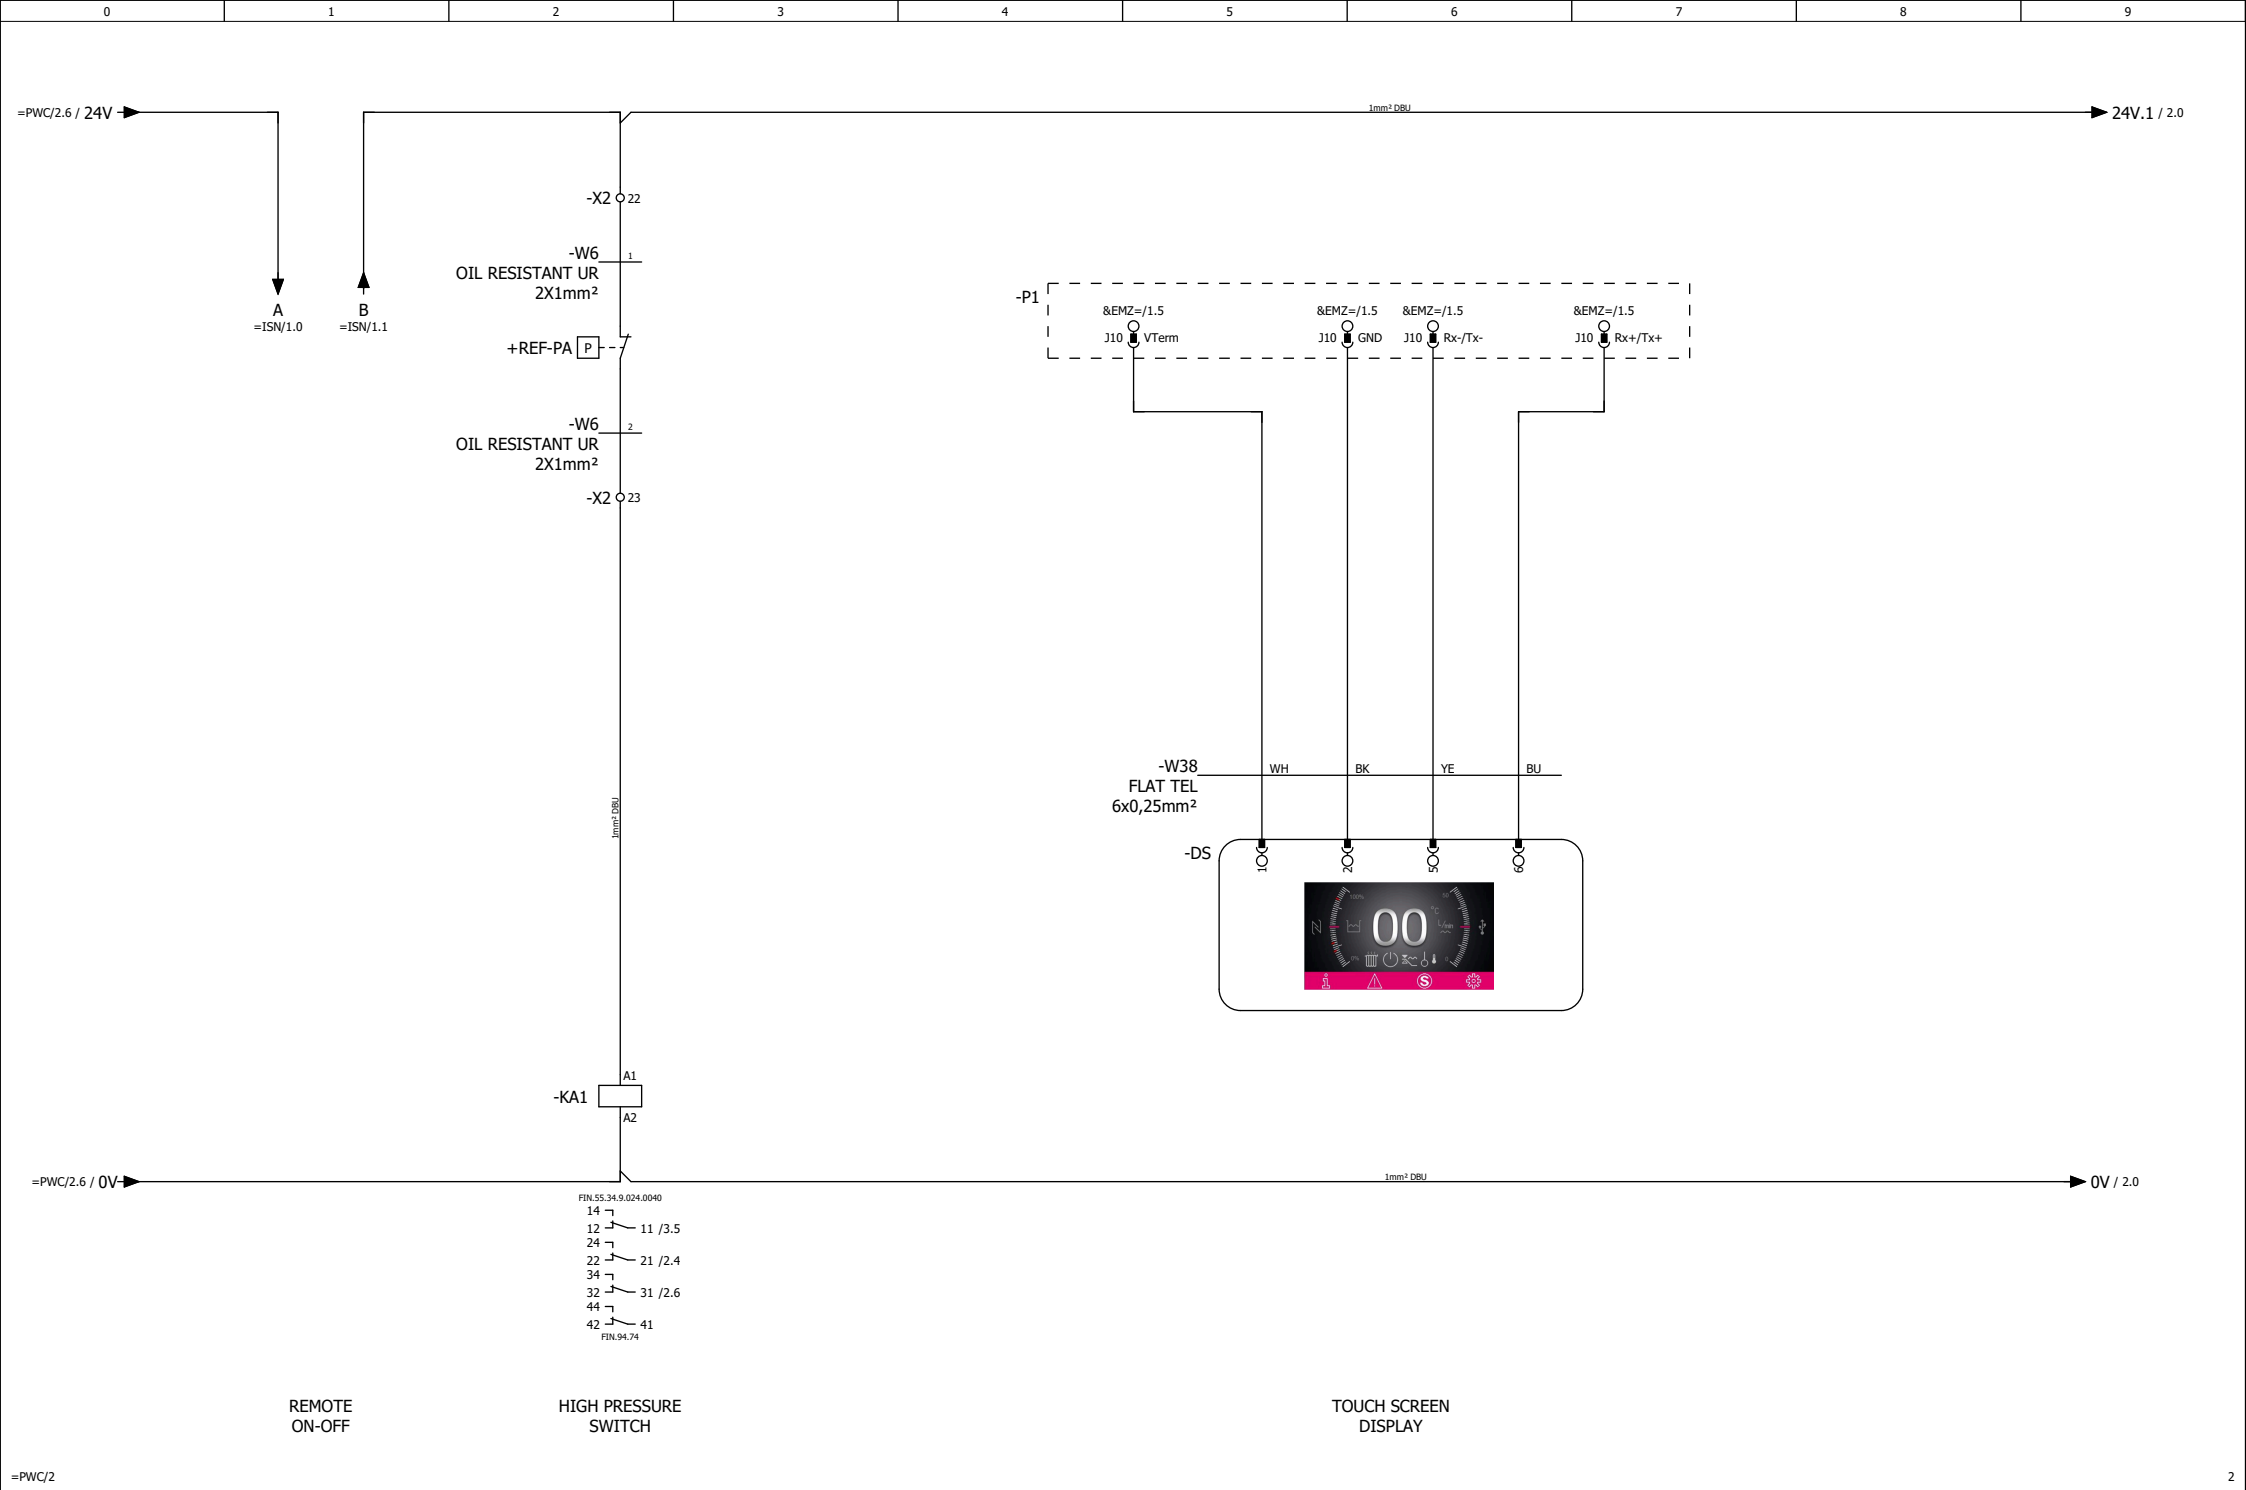 0 1 2 3 4 5 6 7 8 9
=PWC/2.6 / 24V
1mm² DBU
24V.1 / 2.0
-X2 22
-W6 1
OIL RESISTANT UR
2X1mm²
A
=ISN/1.0
B
=ISN/1.1
+REF-PA P
-W6 2
OIL RESISTANT UR
2X1mm²
-X2 23
-P1
&EMZ=/1.5 &EMZ=/1.5 &EMZ=/1.5 &EMZ=/1.5
J10 VTerm J10 GND J10 Rx-/Tx- J10 Rx+/Tx+
1mm² DBU
-W38 WH BK YE BU
FLAT TEL
6x0,25mm²
-DS 1 2 5 6
100% 50
00 °C
L/min
0% 0
i S
A1
-KA1
A2
=PWC/2.6 / 0V
1mm² DBU
0V / 2.0
FIN.55.34.9.024.0040
14
12 11 /3.5
24
22 21 /2.4
34
32 31 /2.6
44
42 41
FIN.94.74
REMOTE
ON-OFF
HIGH PRESSURE
SWITCH
TOUCH SCREEN
DISPLAY
=PWC/2
2